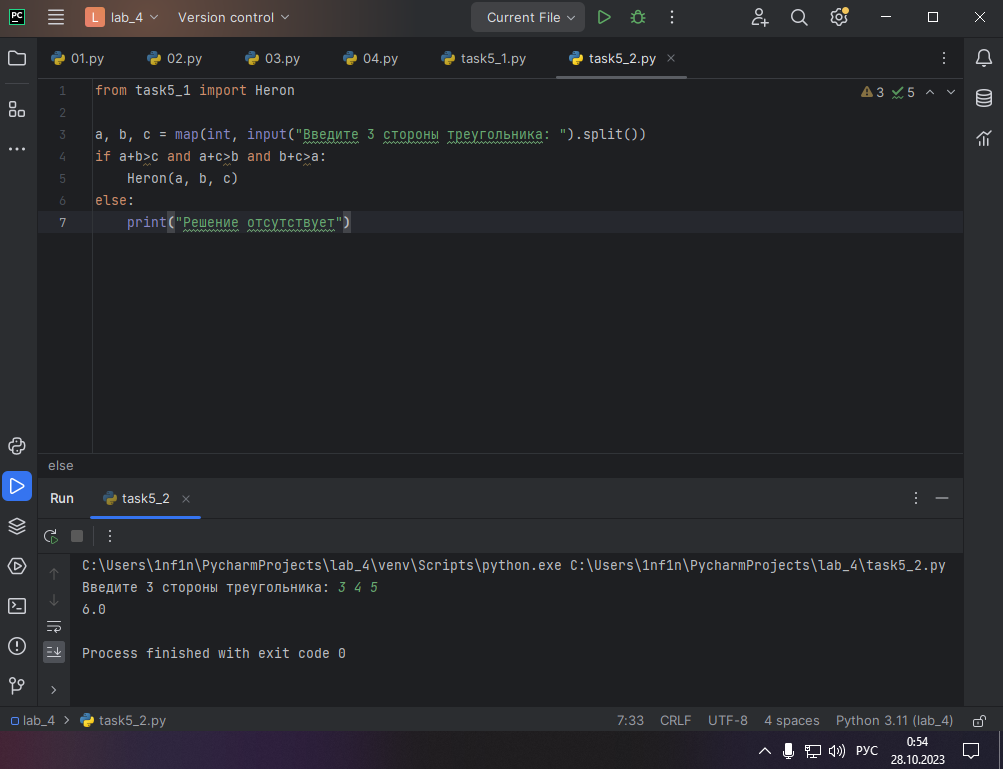 PC L lab_4 Version control Current File
01.py 02.py 03.py 04.py task5_1.py task5_2.py
1 from task5_1 import Heron 3 5
2
3 a, b, c = map(int, input("Введите 3 стороны треугольника: ").split())
4 if a+b>c and a+c>b and b+c>a:
5 Heron(a, b, c)
6 else:
7 print("Решение отсутствует")
else
Run task5_2
C:\Users\1nf1n\PycharmProjects\lab_4\venv\Scripts\python.exe C:\Users\1nf1n\PycharmProjects\lab_4\task5_2.py
Введите 3 стороны треугольника: 3 4 5
6.0
Process finished with exit code 0
lab_4 > task5_2.py 7:33 CRLF UTF-8 4 spaces Python 3.11 (lab_4)
РУС 0:54
28.10.2023